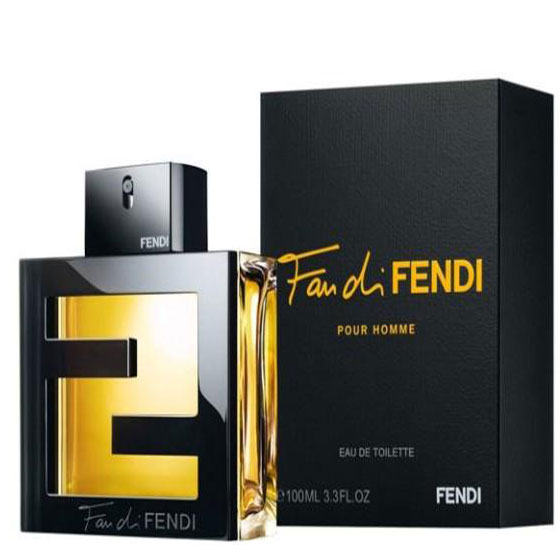 FENDI
Fan di FENDI
Fan di FENDI
POUR HOMME
EAU DE TOILETTE
℮100ML 3.3FL.OZ
FENDI